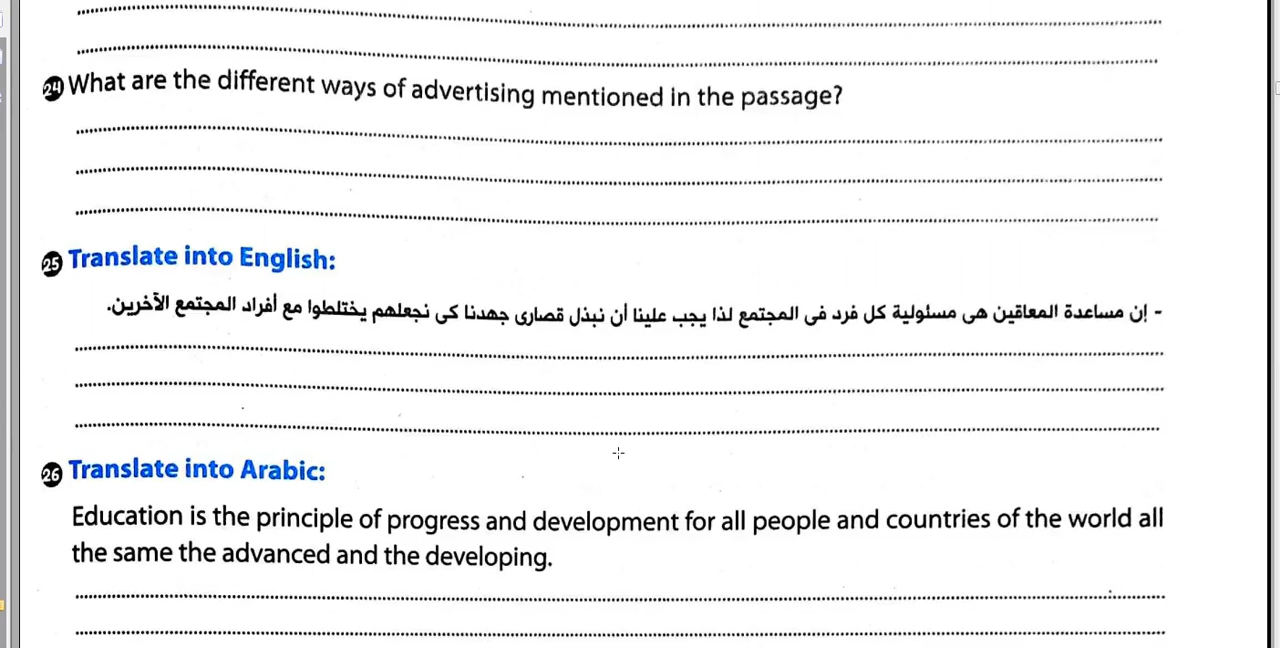 24 What are the different ways of advertising mentioned in the passage?
25 Translate into English:
- إن مساعدة المعاقين هى مسئولية كل فرد فى المجتمع لذا يجب علينا أن نبذل قصارى جهدنا كى نجعلهم يختلطوا مع أفراد المجتمع الآخرين.
26 Translate into Arabic:
Education is the principle of progress and development for all people and countries of the world all
the same the advanced and the developing.